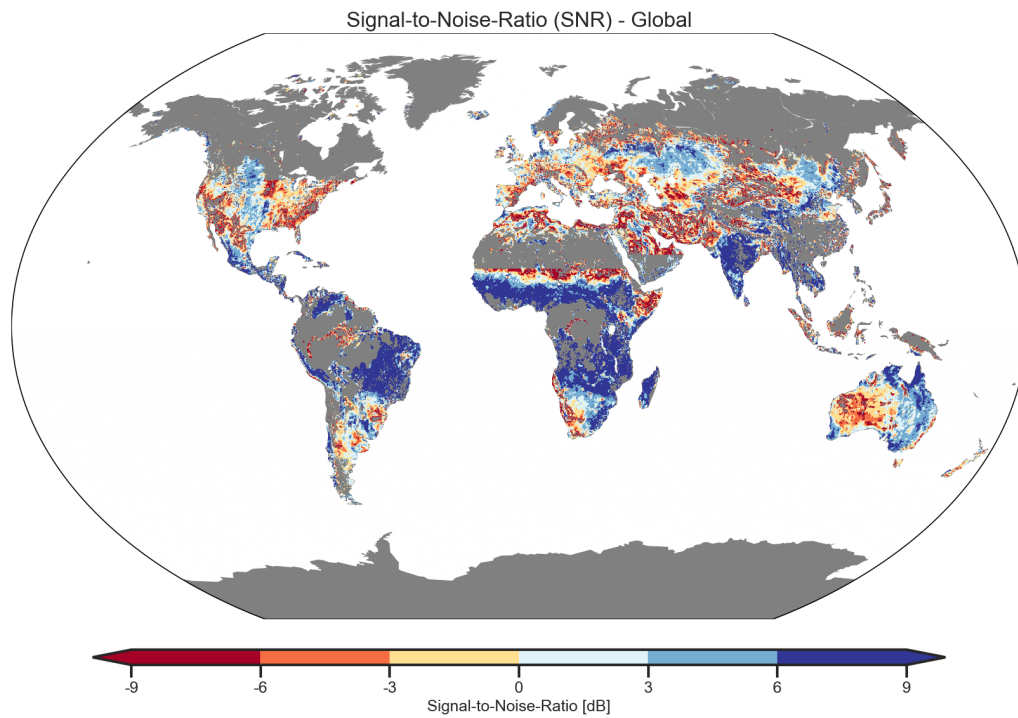 Signal-to-Noise-Ratio (SNR) - Global
-9 -6 -3 0 3 6 9
Signal-to-Noise-Ratio [dB]